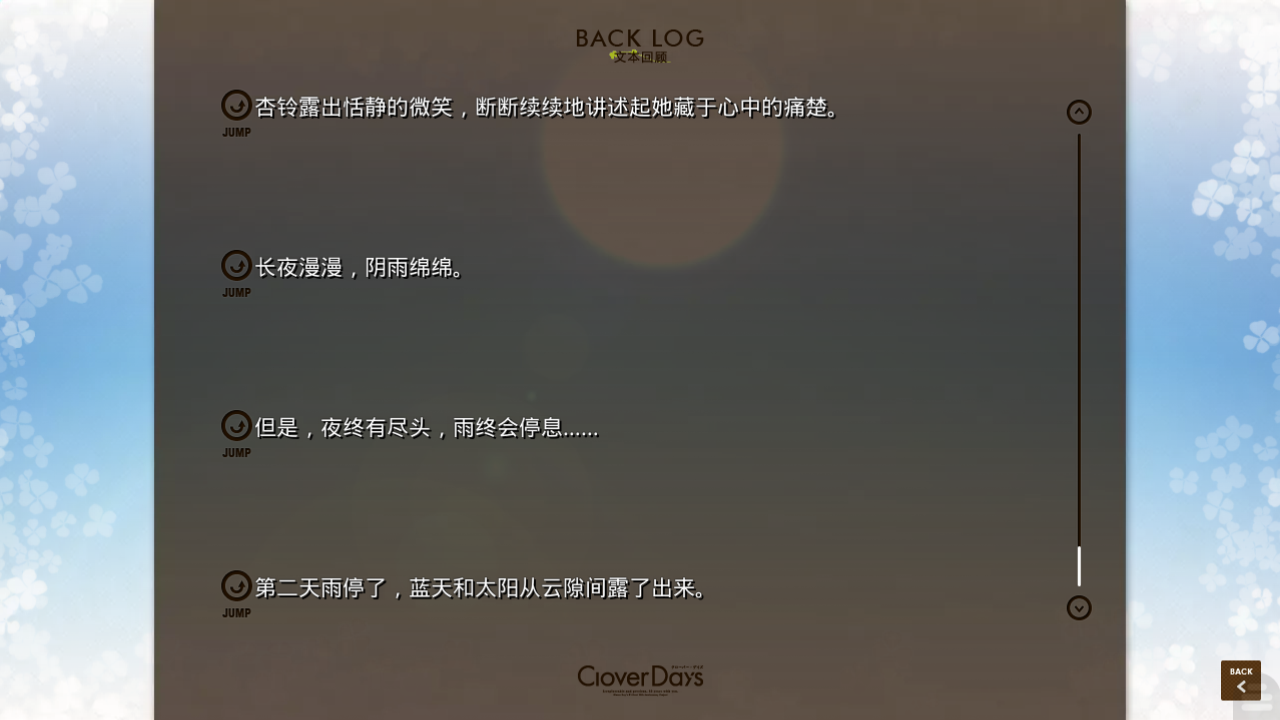 BACK LOG
文本回顾
杏铃露出恬静的微笑，断断续续地讲述起她藏于心中的痛楚。
JUMP
长夜漫漫，阴雨绵绵。
JUMP
但是，夜终有尽头，雨终会停息……
JUMP
第二天雨停了，蓝天和太阳从云隙间露了出来。
JUMP
CloverDays
BACK